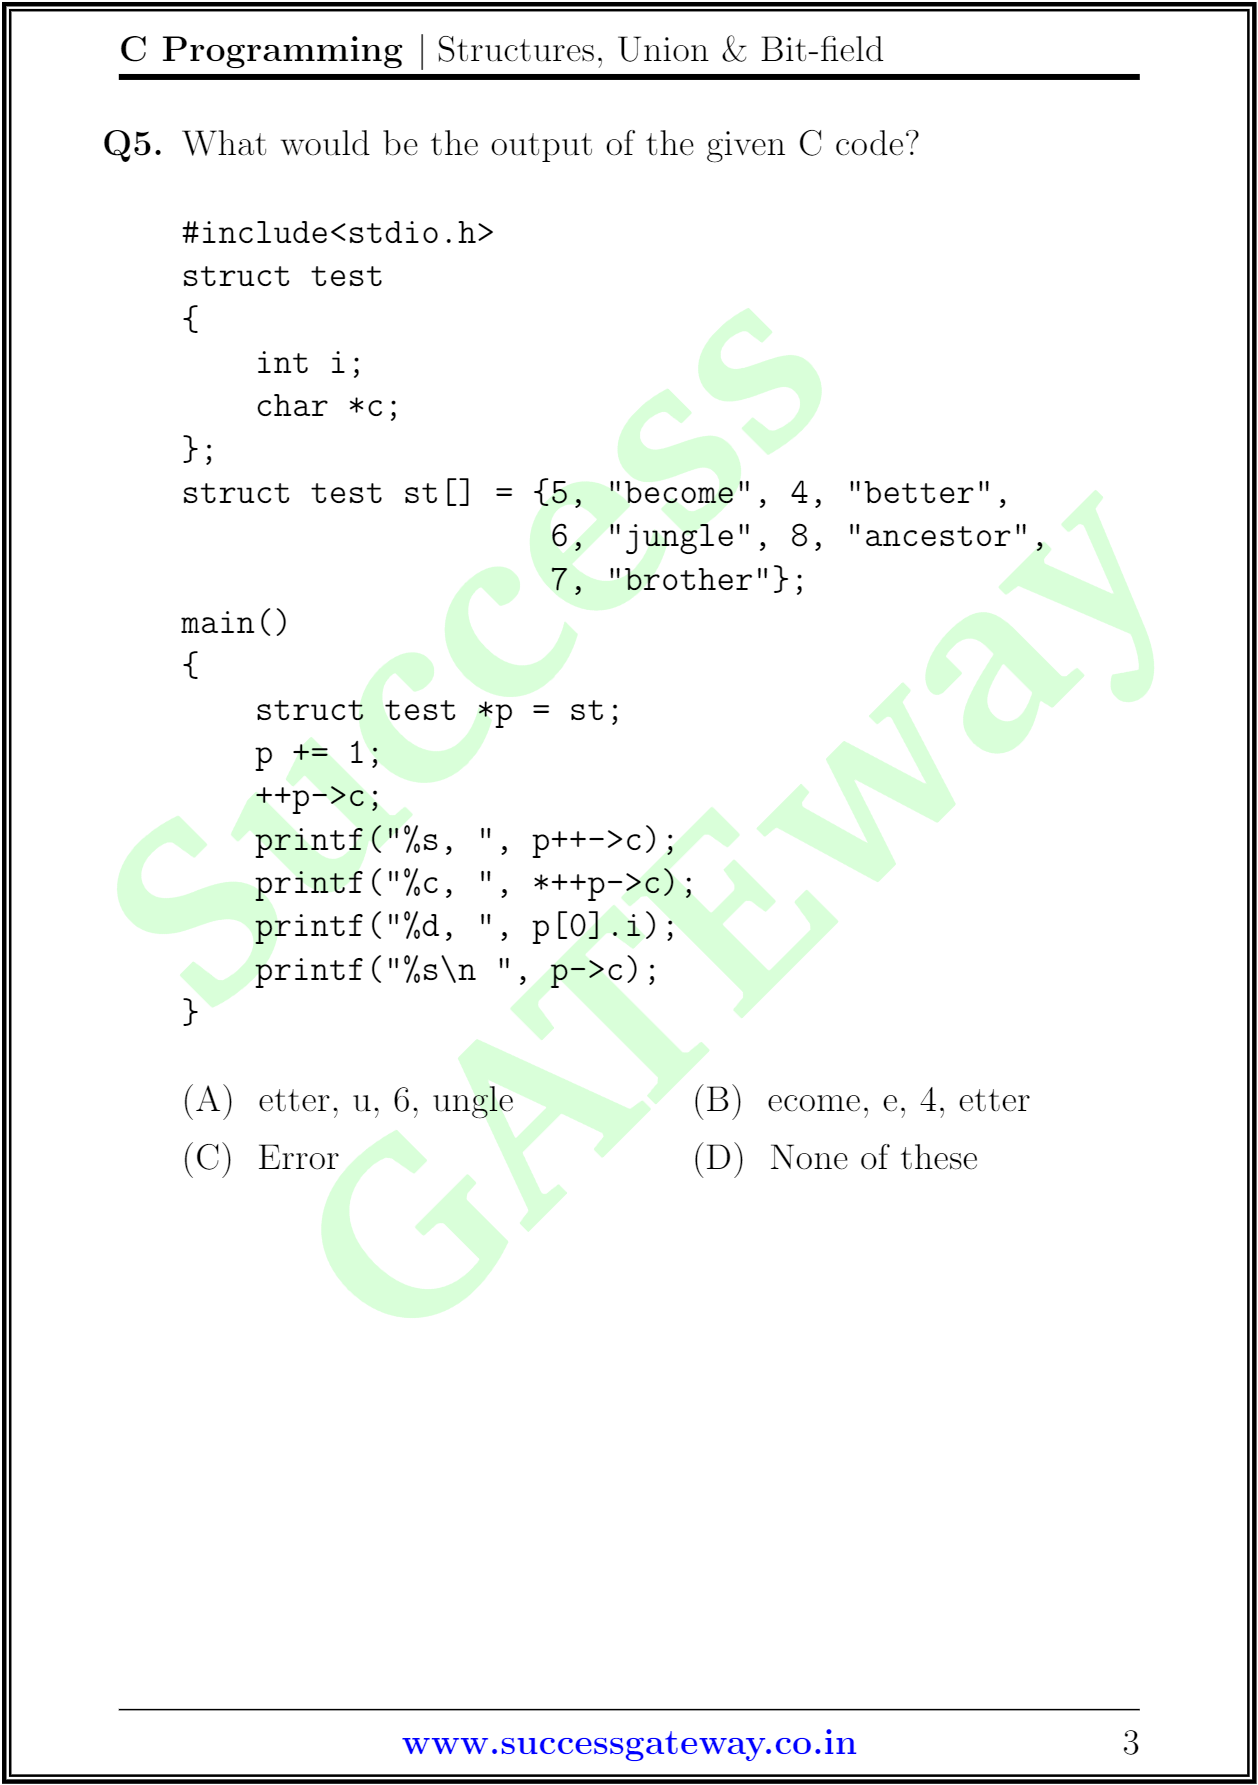 C Programming | Structures, Union & Bit-field
Q5. What would be the output of the given C code?
#include<stdio.h>
struct test
{
    int i;
    char *c;
};
struct test st[] = {5, "become", 4, "better",
                    6, "jungle", 8, "ancestor",
                    7, "brother"};
main()
{
    struct test *p = st;
    p += 1;
    ++p->c;
    printf("%s, ", p++->c);
    printf("%c, ", *++p->c);
    printf("%d, ", p[0].i);
    printf("%s\n ", p->c);
}
(A) etter, u, 6, ungle (B) ecome, e, 4, etter
(C) Error (D) None of these
Success
GATEway
www.successgateway.co.in 3